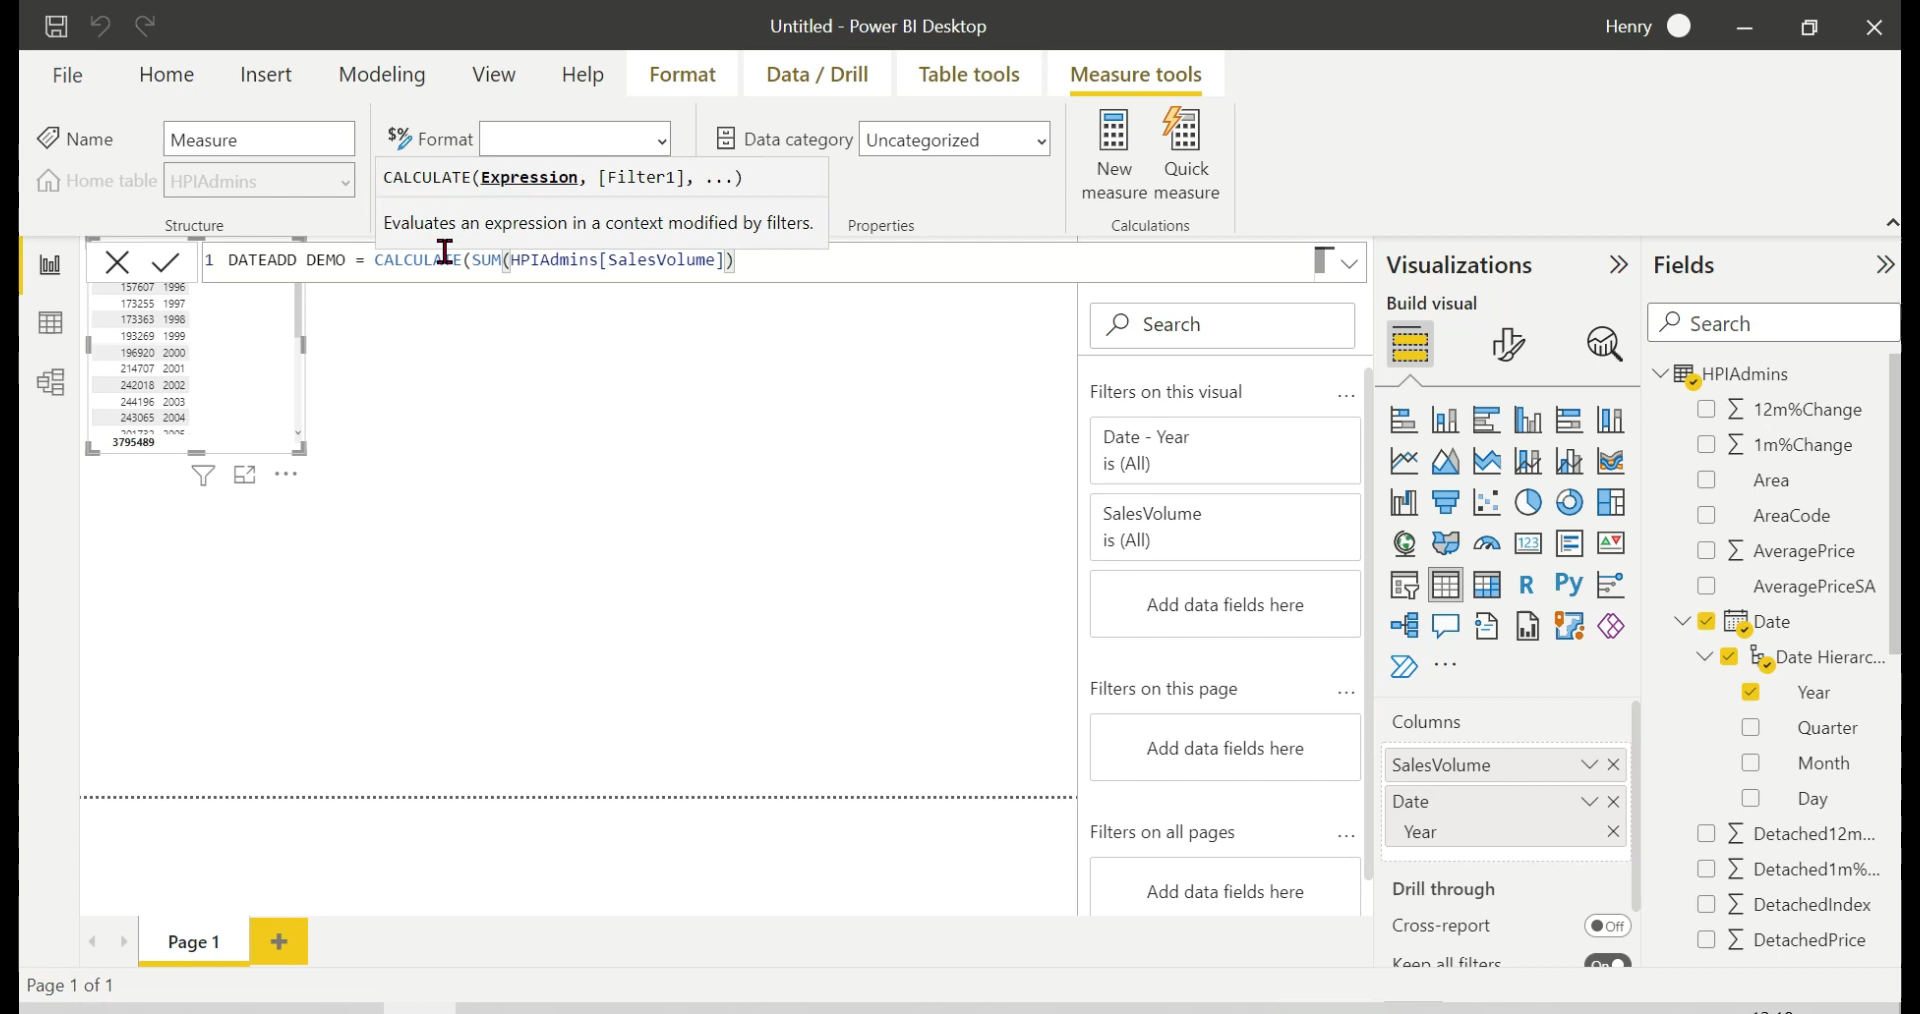 Untitled - Power BI Desktop
Henry
File Home Insert Modeling View Help Format Data / Drill Table tools Measure tools
Name Measure
Home table HPIAdmins
Structure
$% Format
Data category Uncategorized
Properties
New measure
Quick measure
Calculations
CALCULATE(Expression, [Filter1], ...)
Evaluates an expression in a context modified by filters.
1 DATEADD DEMO = CALCULATE(SUM(HPIAdmins[SalesVolume])
157607 1996
173255 1997
173363 1998
193269 1999
196920 2000
214707 2001
242018 2002
244196 2003
243065 2004
3795489
Search
Filters on this visual ...
Date - Year
is (All)
SalesVolume
is (All)
Add data fields here
Filters on this page ...
Add data fields here
Filters on all pages ...
Add data fields here
Visualizations
Build visual
123
R
Py
...
Columns
SalesVolume
Date
Year
Drill through
Cross-report Off
Keep all filters On
Fields
Search
HPIAdmins
12m%Change
1m%Change
Area
AreaCode
AveragePrice
AveragePriceSA
Date
Date Hierarc...
Year
Quarter
Month
Day
Detached12m...
Detached1m%...
DetachedIndex
DetachedPrice
Page 1
Page 1 of 1